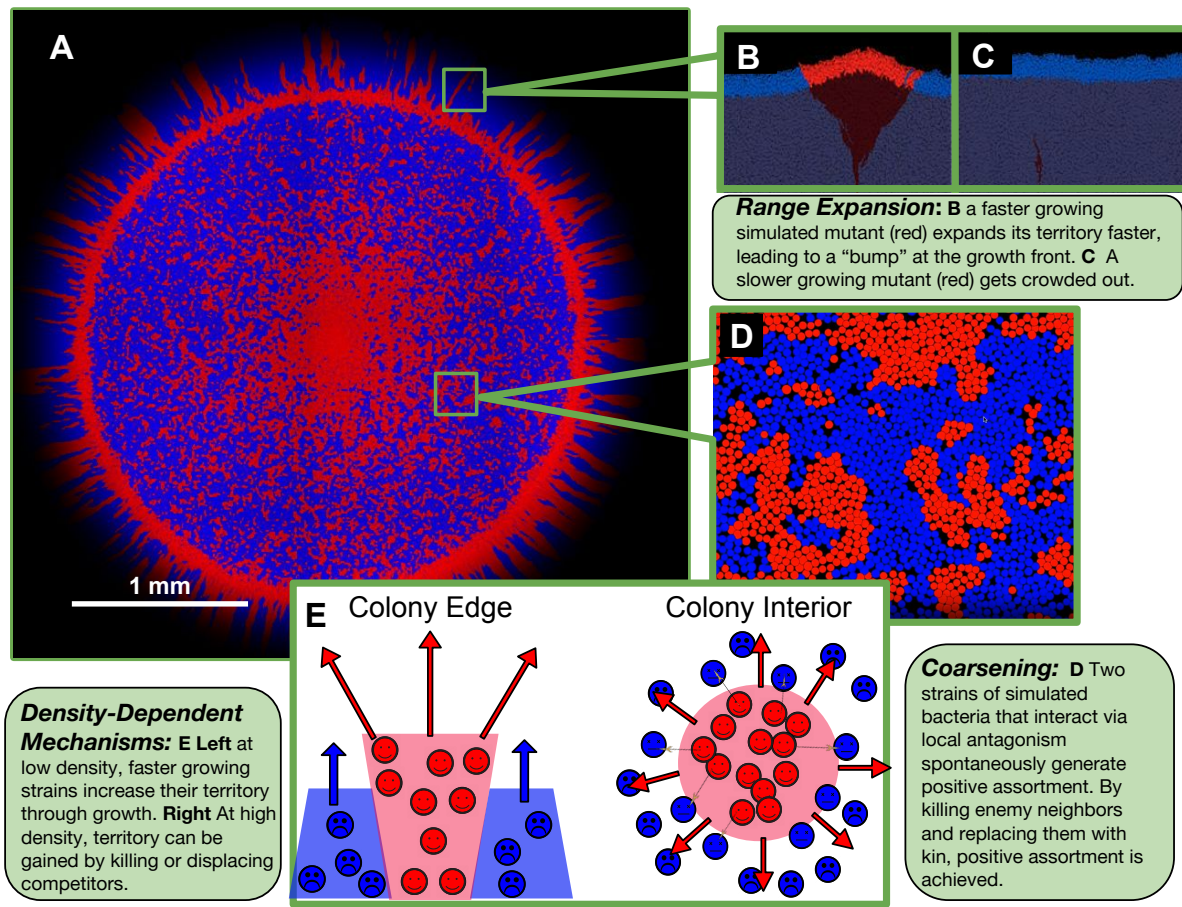 A
1 mm
B
C
Range Expansion: B a faster growing
simulated mutant (red) expands its territory faster,
leading to a “bump” at the growth front. C A
slower growing mutant (red) gets crowded out.
D
E
Colony Edge
Colony Interior
Density-Dependent
Mechanisms: E Left at
low density, faster growing
strains increase their territory
through growth. Right At high
density, territory can be
gained by killing or displacing
competitors.
Coarsening: D Two
strains of simulated
bacteria that interact via
local antagonism
spontaneously generate
positive assortment. By
killing enemy neighbors
and replacing them with
kin, positive assortment is
achieved.